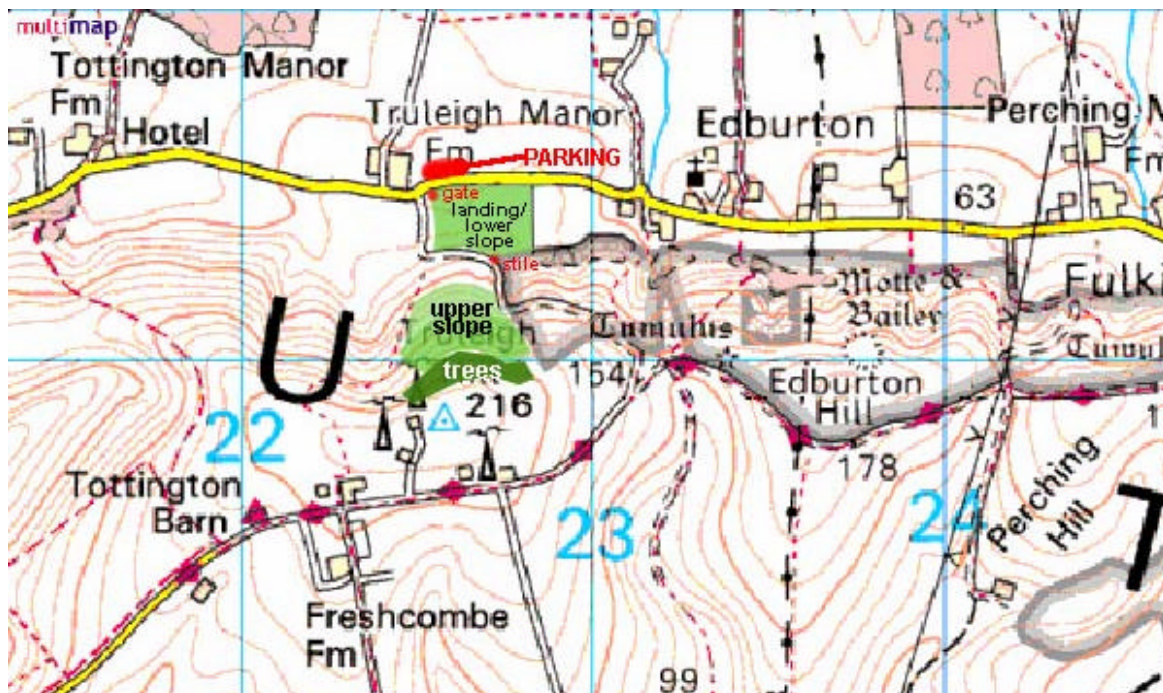 multimap
Tottington Manor
Fm
Hotel
Truleigh Manor
Fm
PARKING
Edburton
Perching M
Fm
gate
landing/
lower
slope
stile
63
upper
slope
Truleigh
trees
Motte &
Bailey
Fulki
Tumulus
Tumulu
154
Edburton
Hill
216
U
22
178
Tottington
Barn
23
24
Perching
Hill
Freshcombe
Fm
99